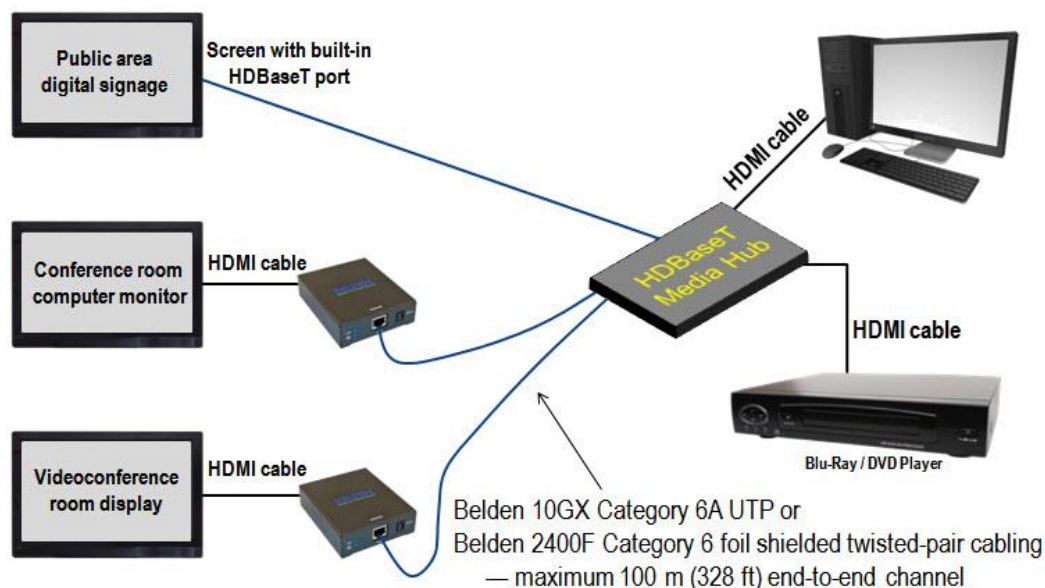 Public area
digital signage
Screen with built-in
HDBaseT port
HDMI cable
HDBaseT
Media Hub
Conference room
computer monitor
HDMI cable
HDMI cable
Blu-Ray / DVD Player
Videoconference
room display
HDMI cable
Belden 10GX Category 6A UTP or
Belden 2400F Category 6 foil shielded twisted-pair cabling
— maximum 100 m (328 ft) end-to-end channel